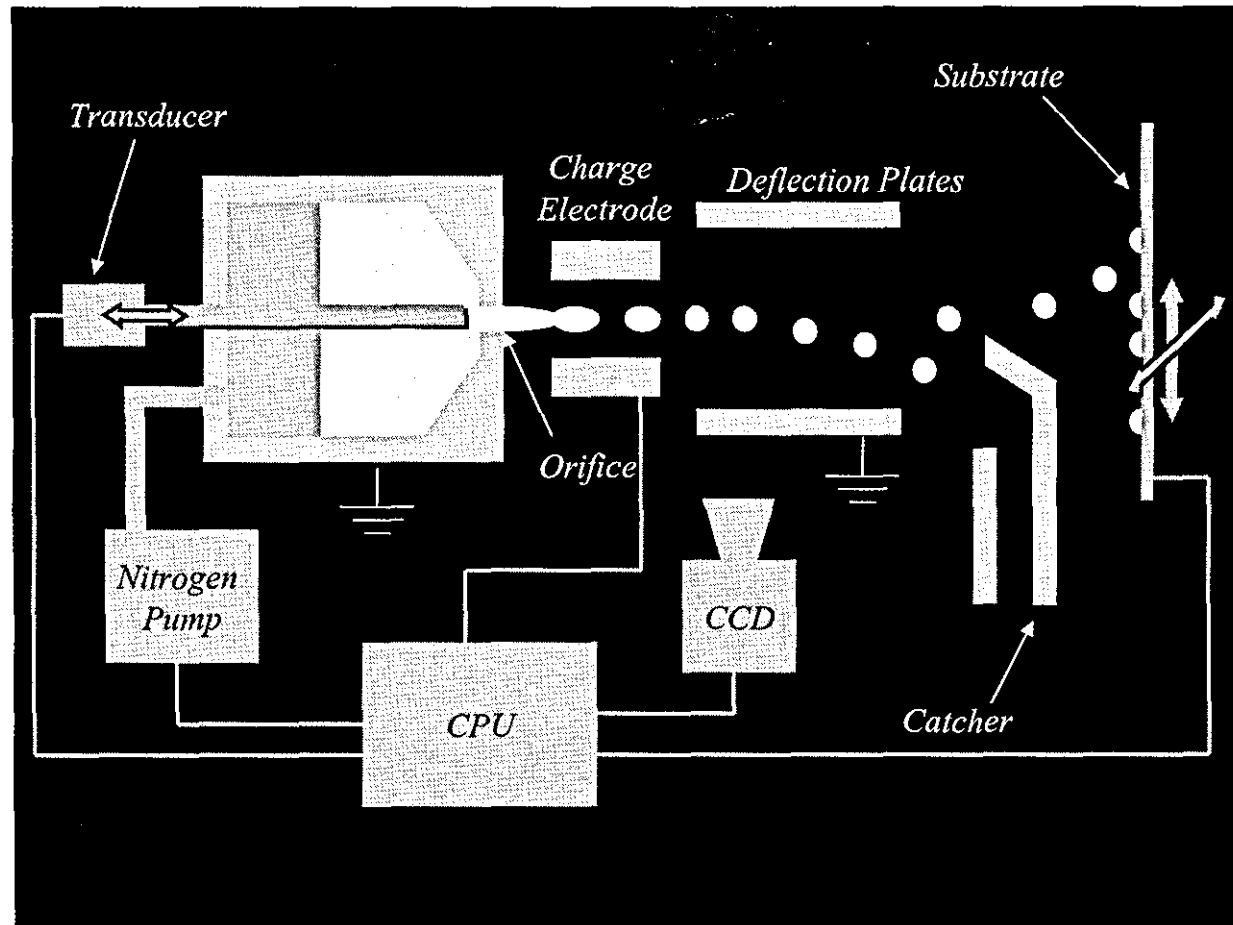 Substrate
Transducer
Charge
Electrode
Deflection Plates
Orifice
Nitrogen
Pump
CCD
CPU
Catcher